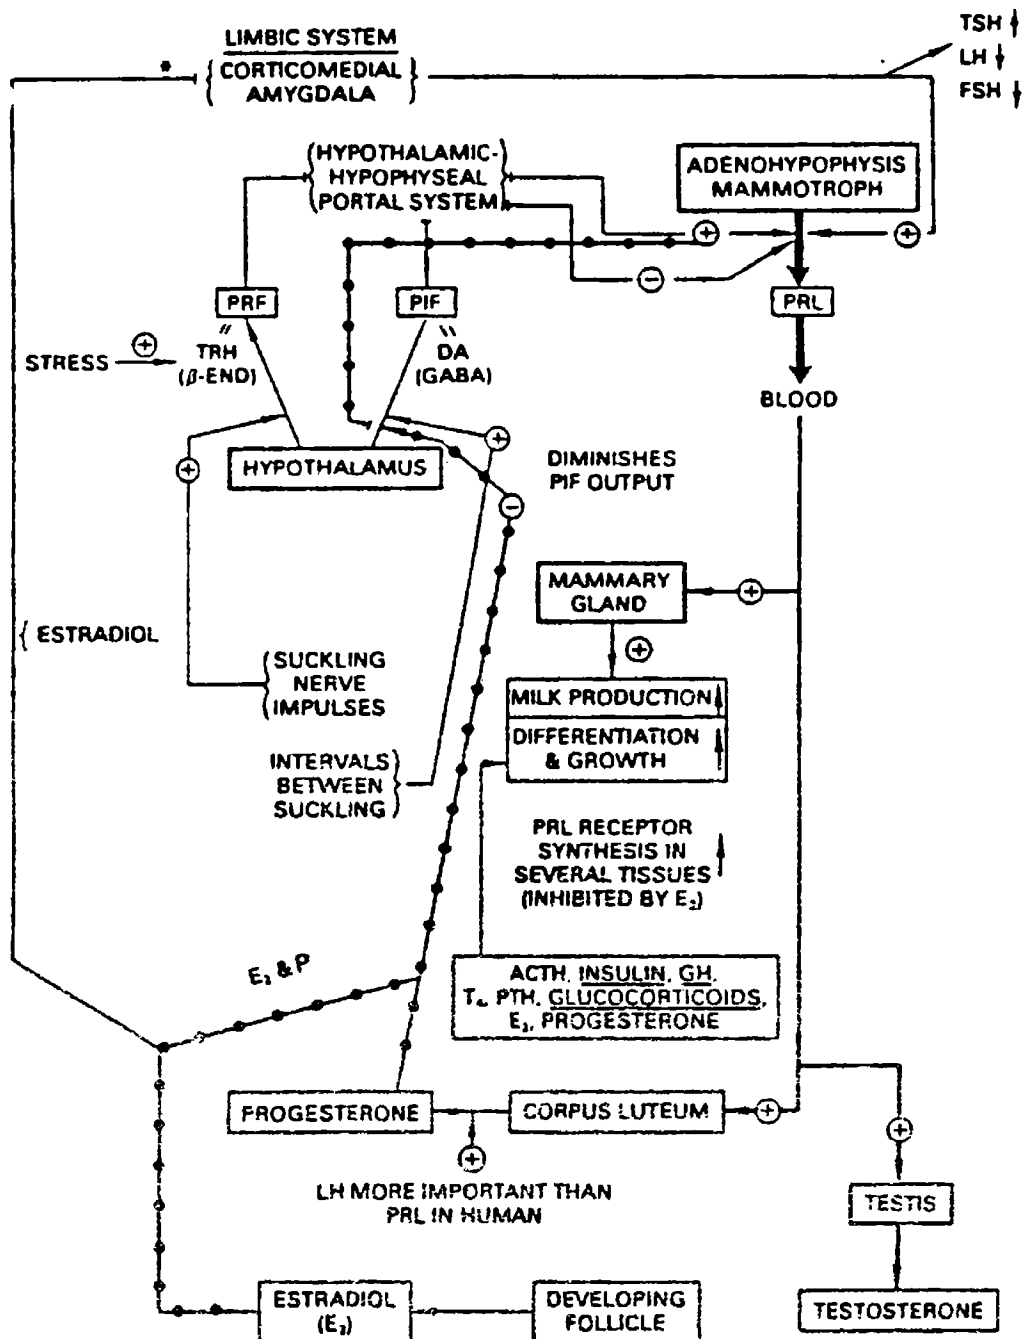 LIMBIC SYSTEM
CORTICOMEDIAL
AMYGDALA
*
TSH
LH
FSH
(HYPOTHALAMIC-
HYPOPHYSEAL
PORTAL SYSTEM
ADENOHYPOPHYSIS
MAMMOTROPH
+
+
−
PRF
PIF
PRL
"
TRH
(β-END)
"
DA
(GABA)
STRESS
+
BLOOD
HYPOTHALAMUS
+
+
DIMINISHES
PIF OUTPUT
−
MAMMARY
GLAND
+
+
ESTRADIOL
SUCKLING
NERVE
IMPULSES
MILK PRODUCTION
DIFFERENTIATION
& GROWTH
INTERVALS
BETWEEN
SUCKLING
PRL RECEPTOR
SYNTHESIS IN
SEVERAL TISSUES
(INHIBITED BY E₂)
E₂ & P
ACTH, INSULIN, GH,
T₄, PTH, GLUCOCORTICOIDS,
E₂, PROGESTERONE
PROGESTERONE
CORPUS LUTEUM
+
+
+
LH MORE IMPORTANT THAN
PRL IN HUMAN
TESTIS
ESTRADIOL
(E₂)
DEVELOPING
FOLLICLE
TESTOSTERONE